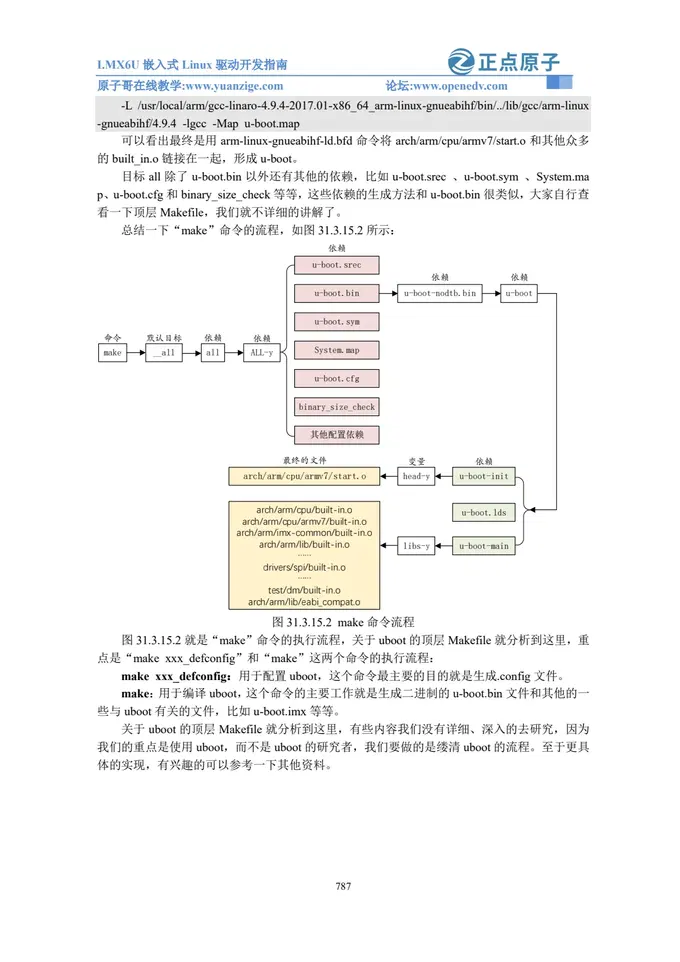 I.MX6U 嵌入式 Linux 驱动开发指南
正点原子
原子哥在线教学:www.yuanzige.com 论坛:www.openedv.com
-L /usr/local/arm/gcc-linaro-4.9.4-2017.01-x86_64_arm-linux-gnueabihf/bin/../lib/gcc/arm-linux
-gnueabihf/4.9.4 -lgcc -Map u-boot.map
可以看出最终是用 arm-linux-gnueabihf-ld.bfd 命令将 arch/arm/cpu/armv7/start.o 和其他众多
的 built_in.o 链接在一起，形成 u-boot。
目标 all 除了 u-boot.bin 以外还有其他的依赖，比如 u-boot.srec 、u-boot.sym 、System.ma
p、u-boot.cfg 和 binary_size_check 等等，这些依赖的生成方法和 u-boot.bin 很类似，大家自行查
看一下顶层 Makefile，我们就不详细的讲解了。
总结一下“make”命令的流程，如图 31.3.15.2 所示：
依赖
u-boot.srec
依赖 依赖
u-boot.bin u-boot-nodtb.bin u-boot
u-boot.sym
命令 默认目标 依赖 依赖
make __all all ALL-y System.map
u-boot.cfg
binary_size_check
其他配置依赖
最终的文件 变量 依赖
arch/arm/cpu/armv7/start.o head-y u-boot-init
u-boot.lds
arch/arm/cpu/built-in.o
arch/arm/cpu/armv7/built-in.o
arch/arm/imx-common/built-in.o
arch/arm/lib/built-in.o
libs-y u-boot-main
······
drivers/spi/built-in.o
······
test/dm/built-in.o
arch/arm/lib/eabi_compat.o
图 31.3.15.2 make 命令流程
图 31.3.15.2 就是“make”命令的执行流程，关于 uboot 的顶层 Makefile 就分析到这里，重
点是“make xxx_defconfig”和“make”这两个命令的执行流程：
make xxx_defconfig：用于配置 uboot，这个命令最主要的目的就是生成.config 文件。
make：用于编译 uboot，这个命令的主要工作就是生成二进制的 u-boot.bin 文件和其他的一
些与 uboot 有关的文件，比如 u-boot.imx 等等。
关于 uboot 的顶层 Makefile 就分析到这里，有些内容我们没有详细、深入的去研究，因为
我们的重点是使用 uboot，而不是 uboot 的研究者，我们要做的是缕清 uboot 的流程。至于更具
体的实现，有兴趣的可以参考一下其他资料。
787